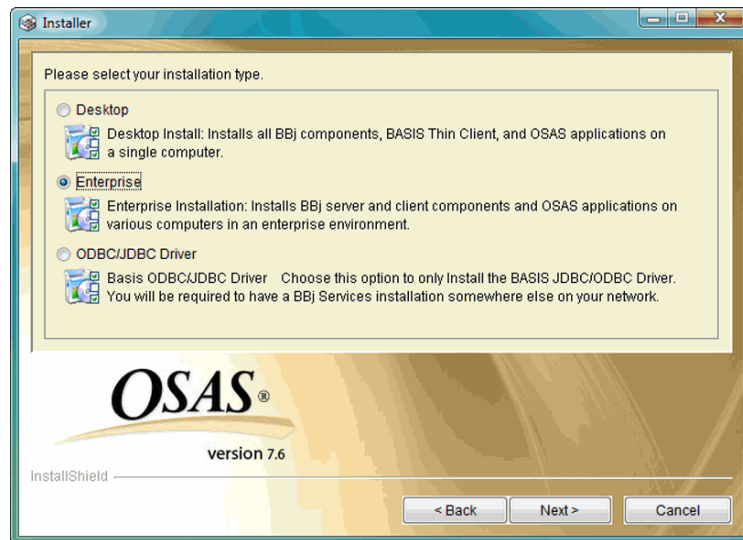 Installer
Please select your installation type.
Desktop
Desktop Install: Installs all BBj components, BASIS Thin Client, and OSAS applications on
a single computer.
Enterprise
Enterprise Installation: Installs BBj server and client components and OSAS applications on
various computers in an enterprise environment.
ODBC/JDBC Driver
Basis ODBC/JDBC Driver Choose this option to only Install the BASIS JDBC/ODBC Driver.
You will be required to have a BBj Services installation somewhere else on your network.
OSAS®
version 7.6
InstallShield
< Back Next > Cancel